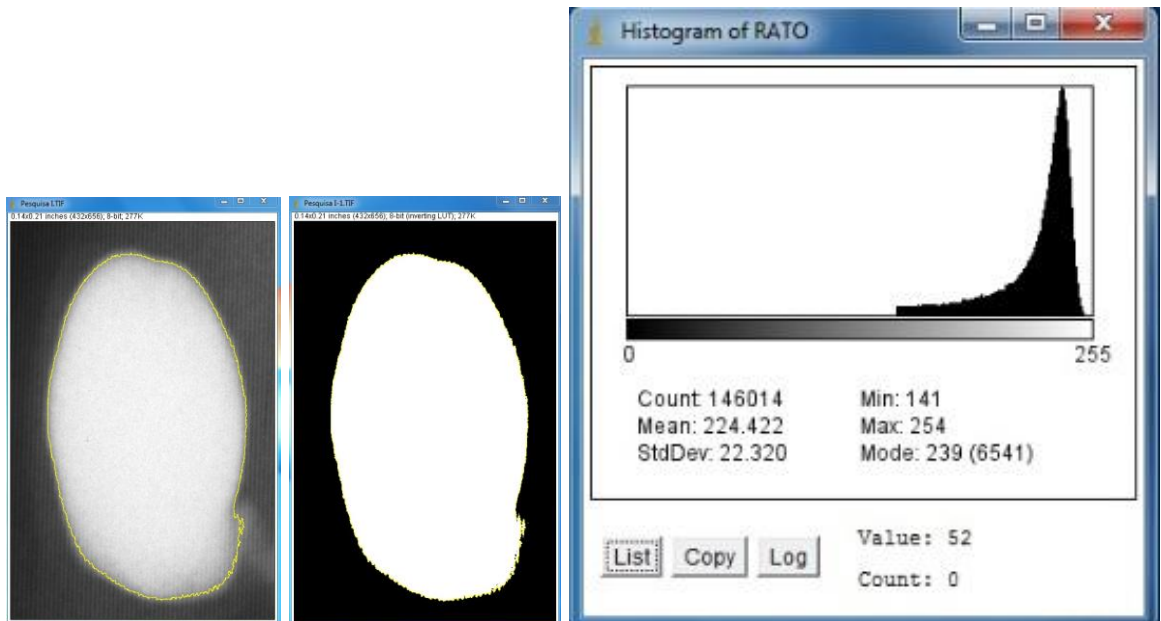 Pesquisa I.TIF
0.14x0.21 inches (432x656); 8-bit; 277K
Pesquisa I-1.TIF
0.14x0.21 inches (432x656); 8-bit (inverting LUT); 277K
Histogram of RATO
0 255
Count: 146014 Min: 141
Mean: 224.422 Max: 254
StdDev: 22.320 Mode: 239 (6541)
List Copy Log Value: 52
Count: 0